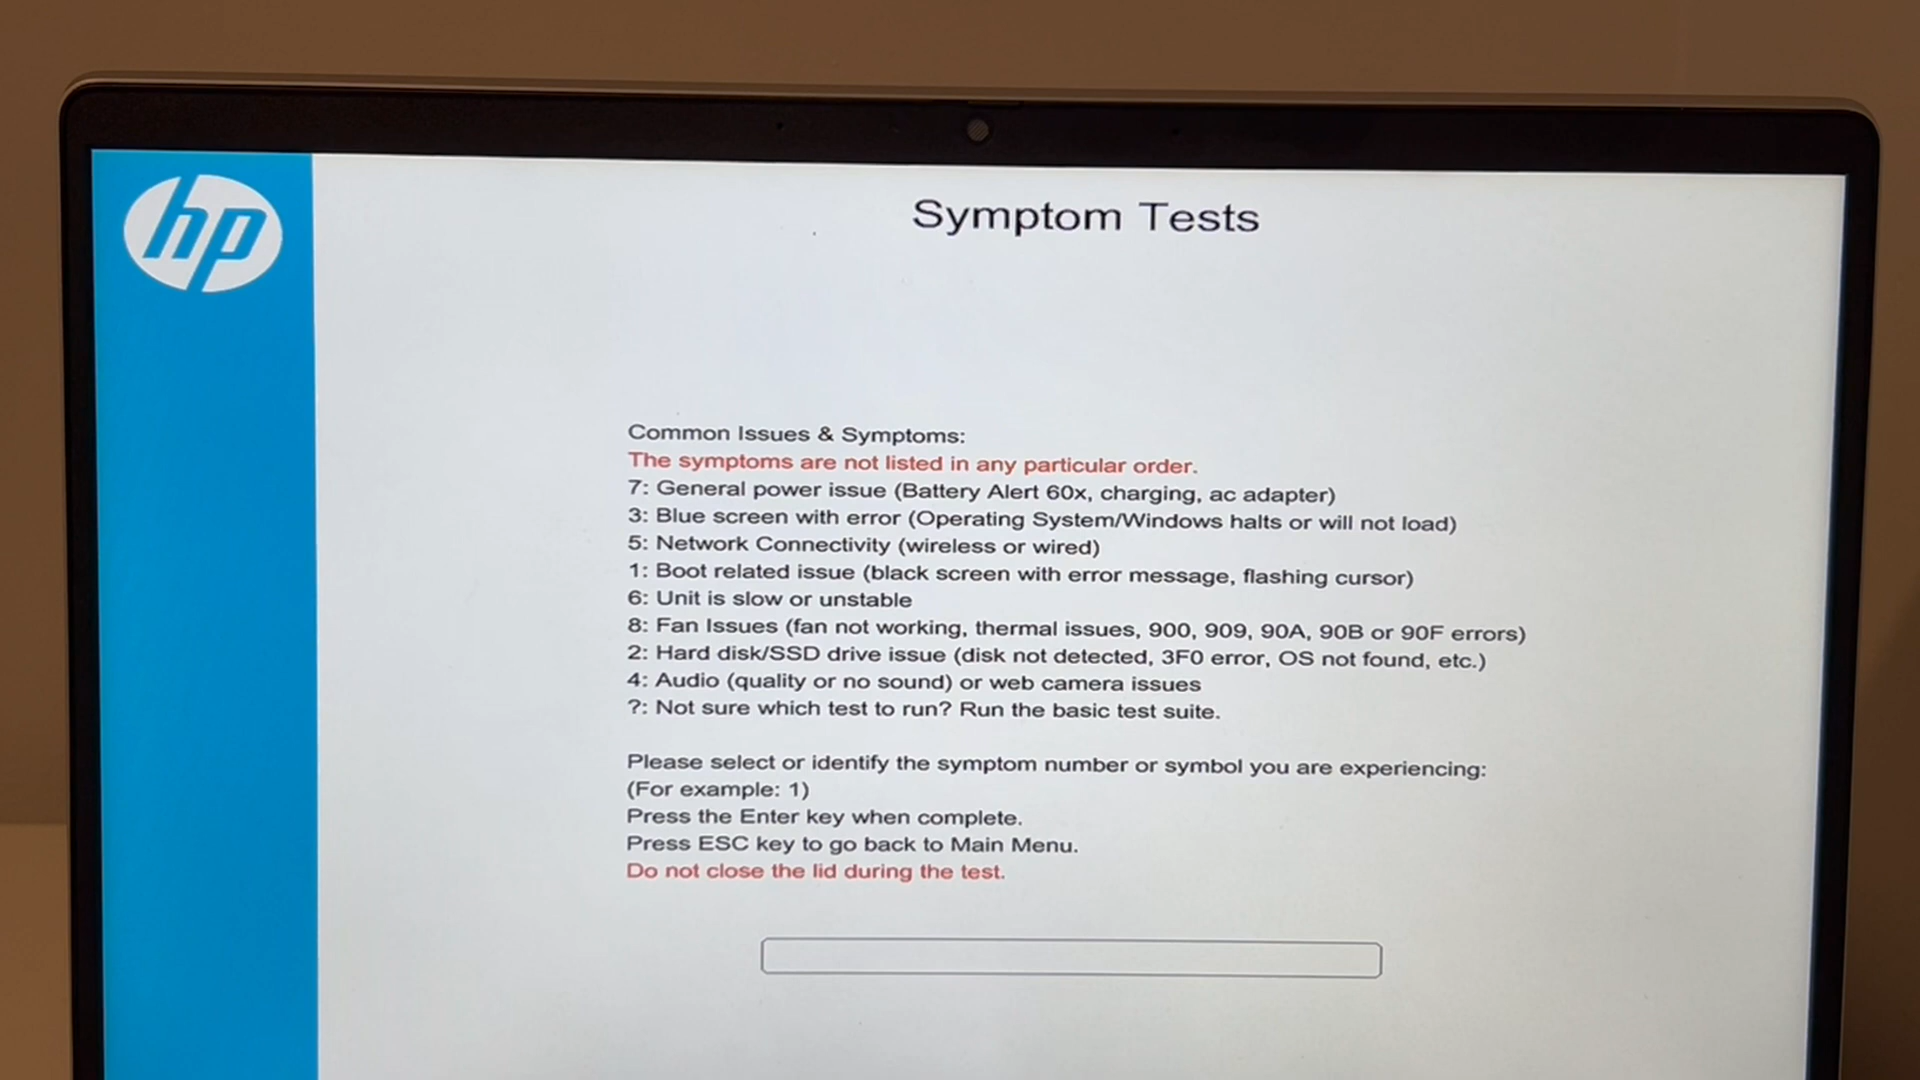 hp
Symptom Tests
Common Issues & Symptoms:
The symptoms are not listed in any particular order.
7: General power issue (Battery Alert 60x, charging, ac adapter)
3: Blue screen with error (Operating System/Windows halts or will not load)
5: Network Connectivity (wireless or wired)
1: Boot related issue (black screen with error message, flashing cursor)
6: Unit is slow or unstable
8: Fan Issues (fan not working, thermal issues, 900, 909, 90A, 90B or 90F errors)
2: Hard disk/SSD drive issue (disk not detected, 3F0 error, OS not found, etc.)
4: Audio (quality or no sound) or web camera issues
?: Not sure which test to run? Run the basic test suite.
Please select or identify the symptom number or symbol you are experiencing:
(For example: 1)
Press the Enter key when complete.
Press ESC key to go back to Main Menu.
Do not close the lid during the test.